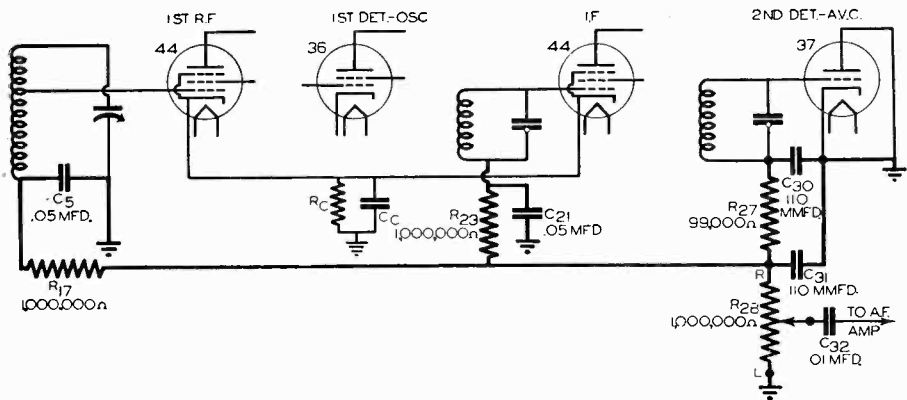 1ST R.F
44
1ST DET-OSC
36
I.F
44
2ND DET.-A.V.C.
37
C5
.05 MFD.
RC
CC
R23
1,000,000Ω
C21
.05 MFD
C30
110
MMFD.
R27
99,000Ω
R17
1,000,000Ω
R
C31
110 MMFD.
R28
1,000,000Ω
TO A.F.
AMP
C32
.01 MFD.
L